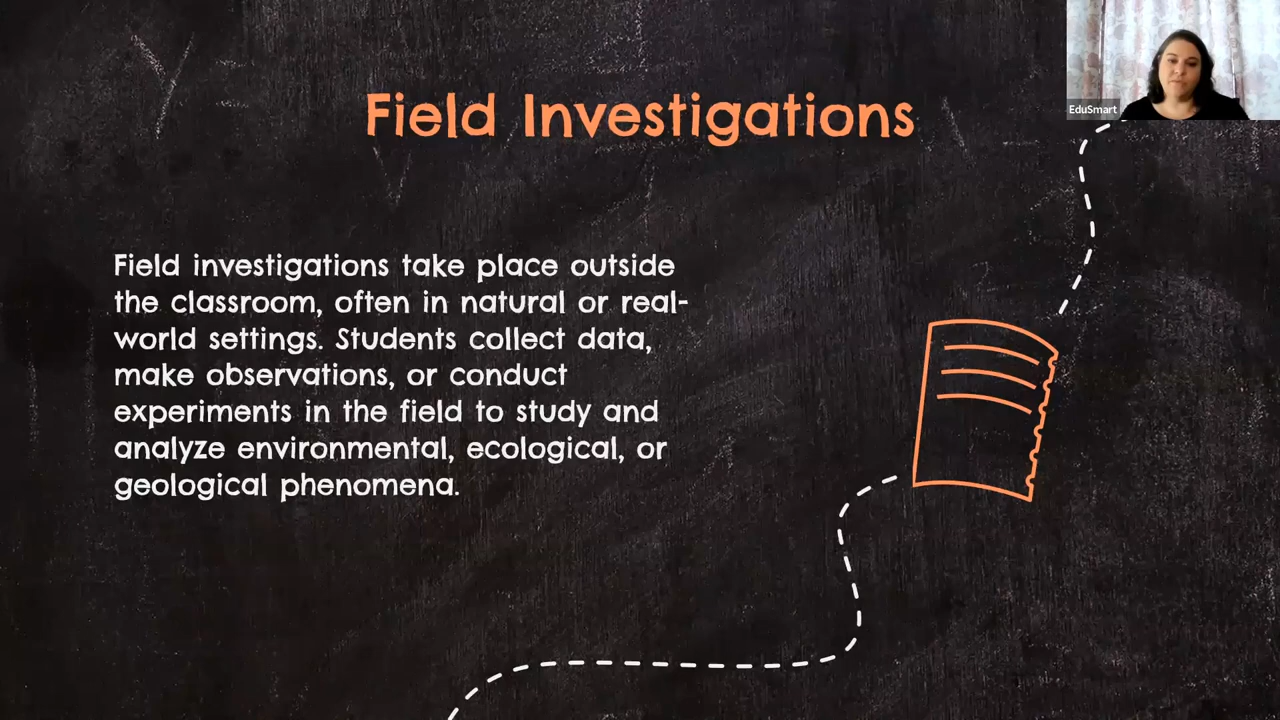 EduSmart
Field Investigations
Field investigations take place outside
the classroom, often in natural or real-
world settings. Students collect data,
make observations, or conduct
experiments in the field to study and
analyze environmental, ecological, or
geological phenomena.